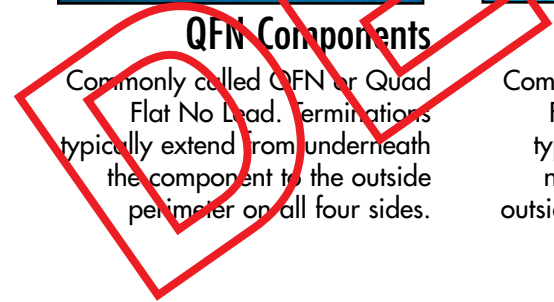 QFN Components
Commonly called QFN or Quad
Flat No Lead. Terminations
typically extend from underneath
the component to the outside
perimeter on all four sides.